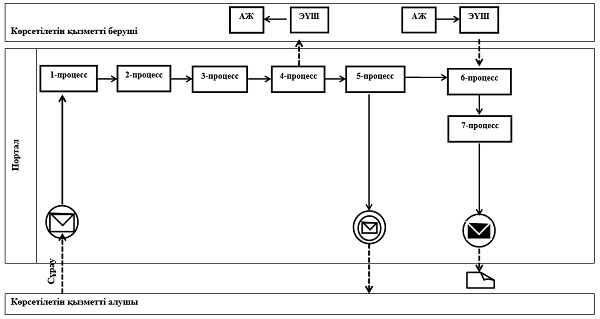 АЖ ЭҮШ АЖ ЭҮШ
Көрсетілетін қызметті беруші
1-процесс 2-процесс 3-процесс 4-процесс 5-процесс 6-процесс
7-процесс
Портал
Сұрау
Көрсетілетін қызметті алушы